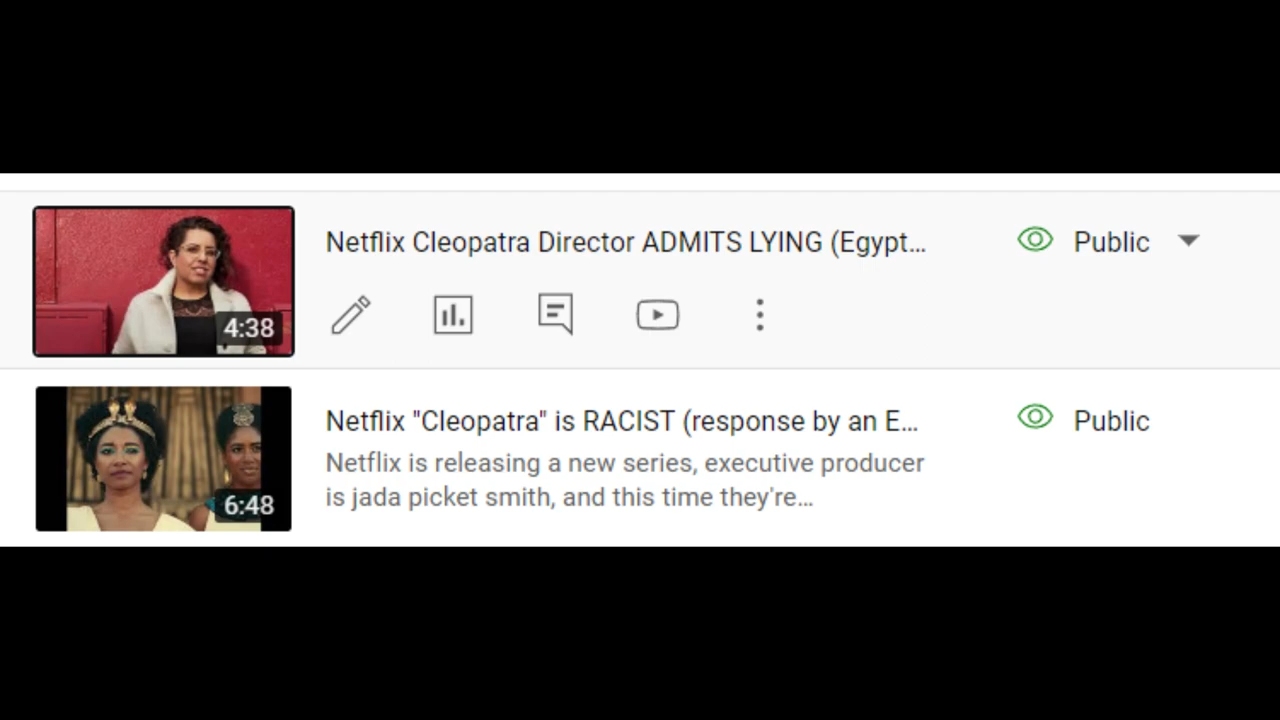 Netflix Cleopatra Director ADMITS LYING (Egypt...
Public
4:38
Netflix "Cleopatra" is RACIST (response by an E...
Public
Netflix is releasing a new series, executive producer
is jada picket smith, and this time they're...
6:48